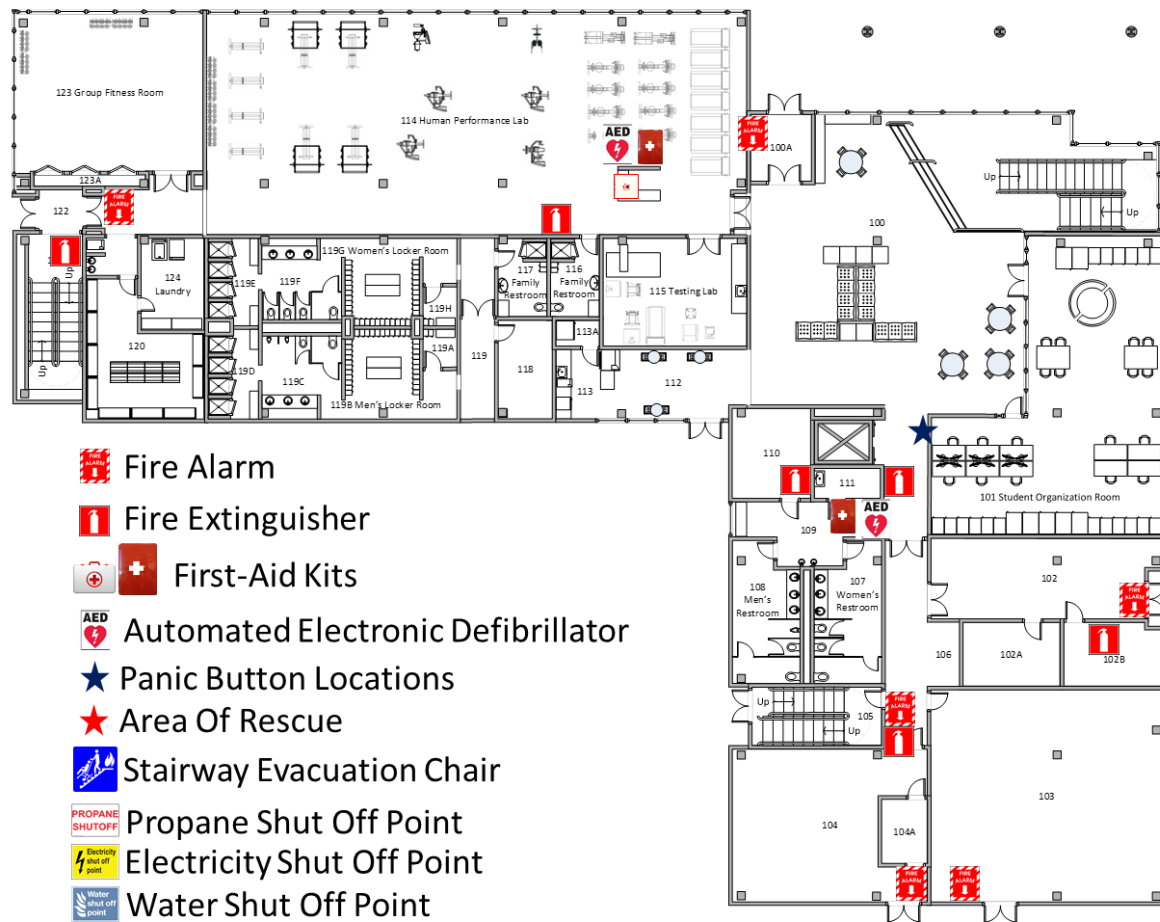 123 Group Fitness Room
114 Human Performance Lab
AED
FIRE
ALARM
100A
123A
122
FIRE
ALARM
Up
Up
100
Up
124
Laundry
119G Women's Locker Room
119E
119F
119H
117
Family
Restroom
116
Family
Restroom
115 Testing Lab
120
119
119A
113A
118
113
112
119D
119C
119B Men's Locker Room
Up
110
111
101 Student Organization Room
109
AED
108
Men's
Restroom
107
Women's
Restroom
102
FIRE
ALARM
106
102A
102B
Up
105
Up
FIRE
ALARM
103
104
104A
FIRE
ALARM
FIRE
ALARM
FIRE
ALARM
Fire Alarm
Fire Extinguisher
First-Aid Kits
AED
Automated Electronic Defibrillator
Panic Button Locations
Area Of Rescue
Stairway Evacuation Chair
PROPANE
SHUTOFF
Propane Shut Off Point
Electricity
shut off
point
Electricity Shut Off Point
Water
shut off
point
Water Shut Off Point